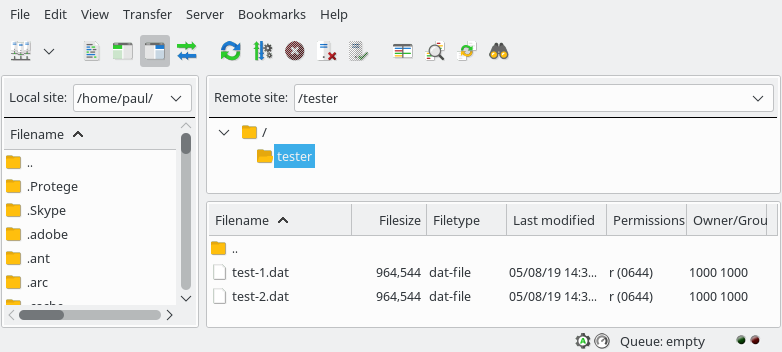 File Edit View Transfer Server Bookmarks Help
Local site: /home/paul/
Filename
..
.Protege
.Skype
.adobe
.ant
.arc
.cache
Remote site: /tester
/
tester
Filename Filesize Filetype Last modified Permissions Owner/Grou
..
test-1.dat 964,544 dat-file 05/08/19 14:3... r (0644) 1000 1000
test-2.dat 964,544 dat-file 05/08/19 14:3... r (0644) 1000 1000
Queue: empty